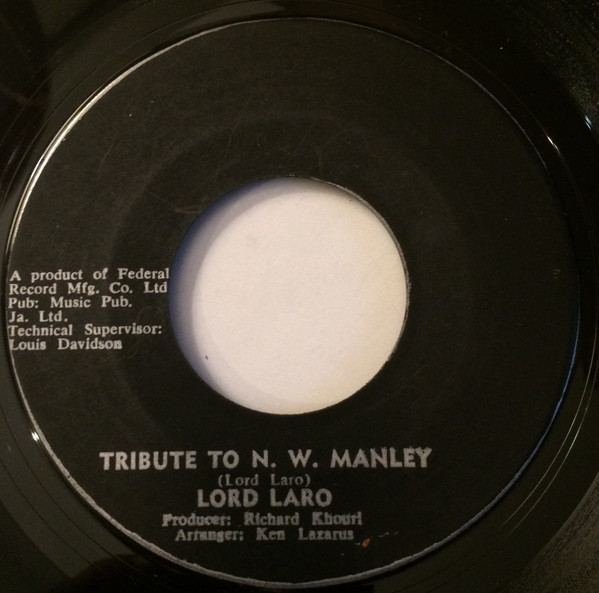 A product of Federal
Record Mfg. Co. Ltd
Pub: Music Pub.
Ja. Ltd.
Technical Supervisor:
Louis Davidson
TRIBUTE TO N. W. MANLEY
(Lord Laro)
LORD LARO
Producer: Richard Khouri
Arranger: Ken Lazarus